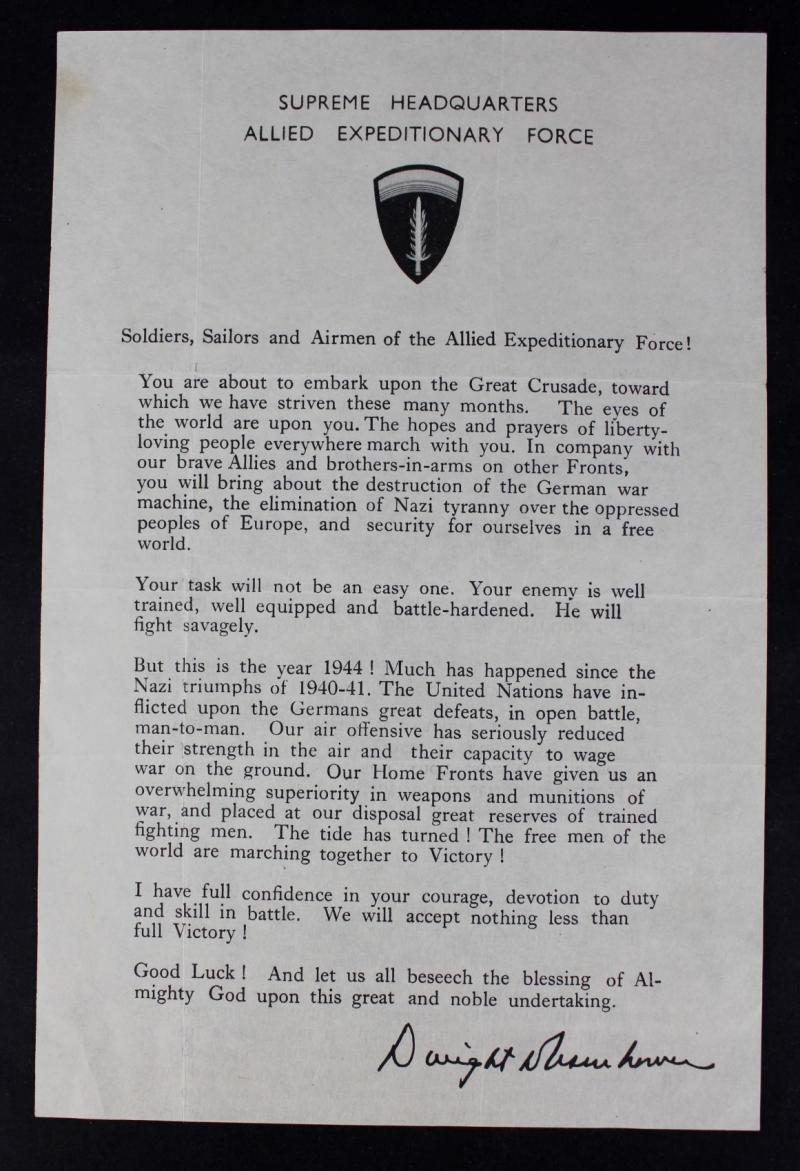 SUPREME HEADQUARTERS
ALLIED EXPEDITIONARY FORCE
Soldiers, Sailors and Airmen of the Allied Expeditionary Force!
You are about to embark upon the Great Crusade, toward
which we have striven these many months. The eyes of
the world are upon you. The hopes and prayers of liberty-
loving people everywhere march with you. In company with
our brave Allies and brothers-in-arms on other Fronts,
you will bring about the destruction of the German war
machine, the elimination of Nazi tyranny over the oppressed
peoples of Europe, and security for ourselves in a free
world.
Your task will not be an easy one. Your enemy is well
trained, well equipped and battle-hardened. He will
fight savagely.
But this is the year 1944 ! Much has happened since the
Nazi triumphs of 1940-41. The United Nations have in-
flicted upon the Germans great defeats, in open battle,
man-to-man. Our air offensive has seriously reduced
their strength in the air and their capacity to wage
war on the ground. Our Home Fronts have given us an
overwhelming superiority in weapons and munitions of
war, and placed at our disposal great reserves of trained
fighting men. The tide has turned ! The free men of the
world are marching together to Victory !
I have full confidence in your courage, devotion to duty
and skill in battle. We will accept nothing less than
full Victory !
Good Luck ! And let us all beseech the blessing of Al-
mighty God upon this great and noble undertaking.
Dwight D Eisenhower